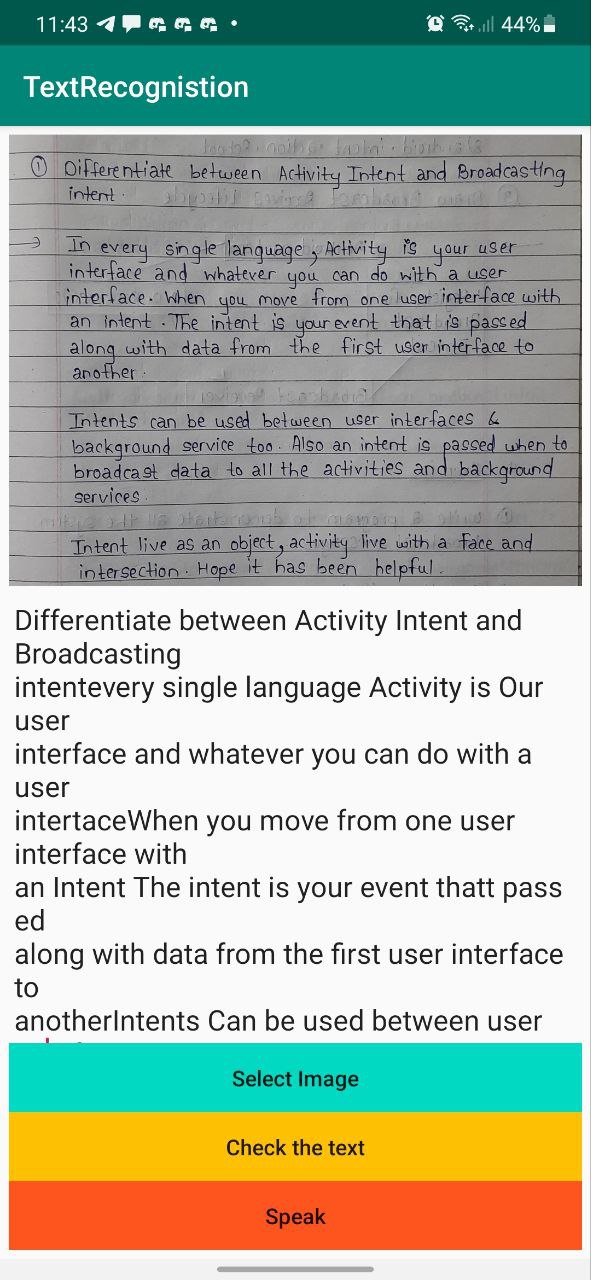 11:43
44%
TextRecognistion
① Differentiate between Activity Intent and Broadcasting
intent.
→ In every single language, Activity is your user
interface and whatever you can do with a user
interface. When you move from one user interface with
an intent. The intent is your event that is passed
along with data from the first user interface to
another.
Intents can be used between user interfaces &
background service too. Also an intent is passed when to
broadcast data to all the activities and background
services.
Intent live as an object, activity live with a face and
intersection. Hope it has been helpful.
Differentiate between Activity Intent and
Broadcasting
intentevery single language Activity is Our
user
interface and whatever you can do with a
user
intertaceWhen you move from one user
interface with
an Intent The intent is your event thatt pass
ed
along with data from the first user interface
to
anotherIntents Can be used between user
Select Image
Check the text
Speak